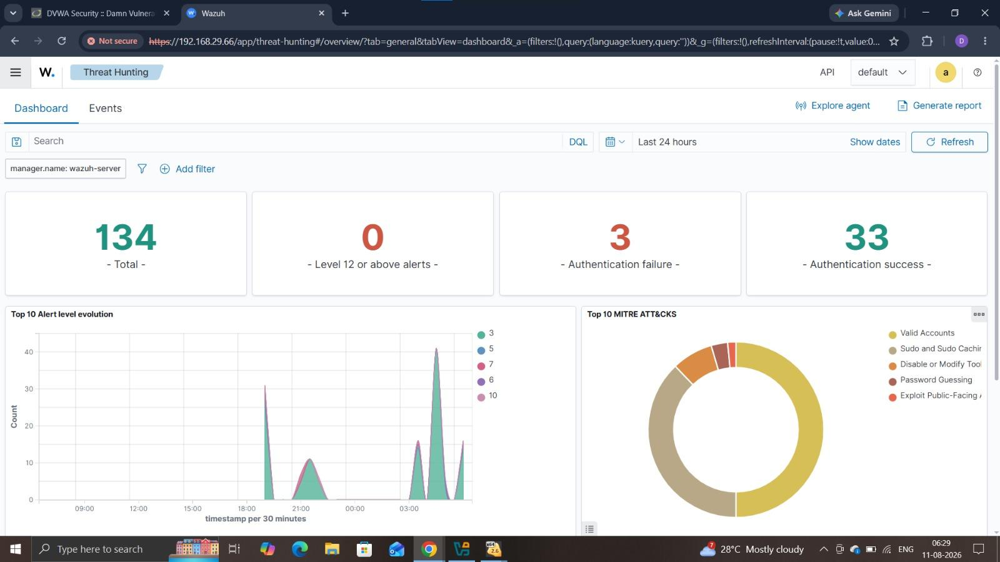 DVWA Security :: Damn Vulnera
Wazuh
Ask Gemini
Not secure
https://192.168.29.66/app/threat-hunting#/overview/?tab=general&tabView=dashboard&_a=(filters:!(),query:(language:kuery,query:''))&_g=(filters:!(),refreshInterval:(pause:!t,value:0...
D
W.
Threat Hunting
API
default
a
Dashboard
Events
Explore agent
Generate report
Search
DQL
Last 24 hours
Show dates
Refresh
manager.name: wazuh-server
Add filter
134
- Total -
0
- Level 12 or above alerts -
3
- Authentication failure -
33
- Authentication success -
Top 10 Alert level evolution
Count
40
30
20
10
0
09:00
12:00
15:00
18:00
21:00
00:00
03:00
timestamp per 30 minutes
3
5
7
6
10
Top 10 MITRE ATT&CKS
Valid Accounts
Sudo and Sudo Cachin
Disable or Modify Tool
Password Guessing
Exploit Public-Facing A
Type here to search
x64
2.6
7
28°C Mostly cloudy
ENG
06:29
11-08-2026